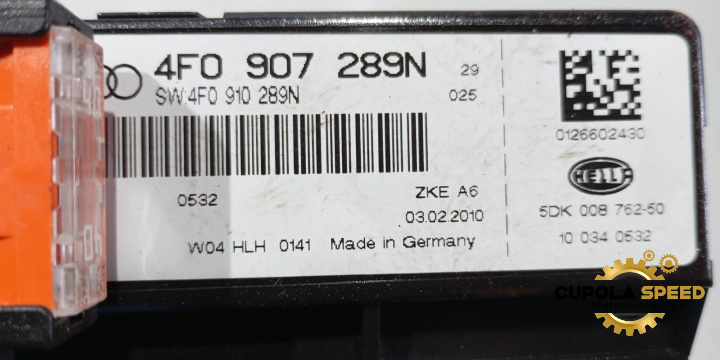 4F0 907 289N 29
SW:4F0 910 289N 025
0532 ZKE A6
03.02.2010
W04 HLH 0141 Made in Germany
0126602430
HELLA
5DK 008 762-50
10 034 0532
CUPOLA SPEED